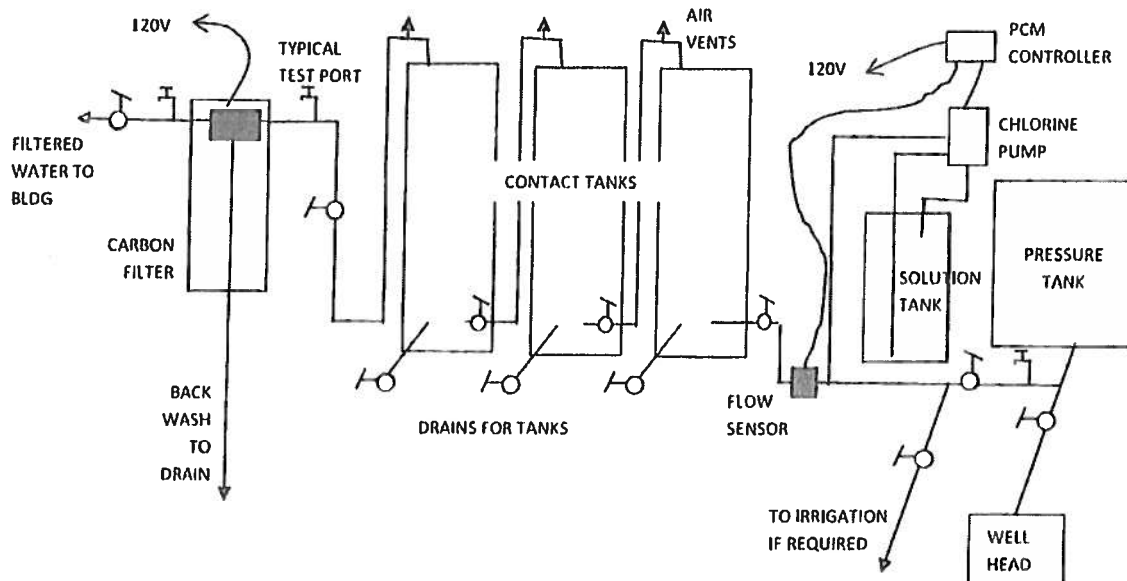 120V
TYPICAL
TEST PORT
AIR
VENTS
PCM
CONTROLLER
120V
CHLORINE
PUMP
FILTERED
WATER TO
BLDG
CONTACT TANKS
CARBON
FILTER
SOLUTION
TANK
PRESSURE
TANK
BACK
WASH
TO
DRAIN
DRAINS FOR TANKS
FLOW
SENSOR
TO IRRIGATION
IF REQUIRED
WELL
HEAD